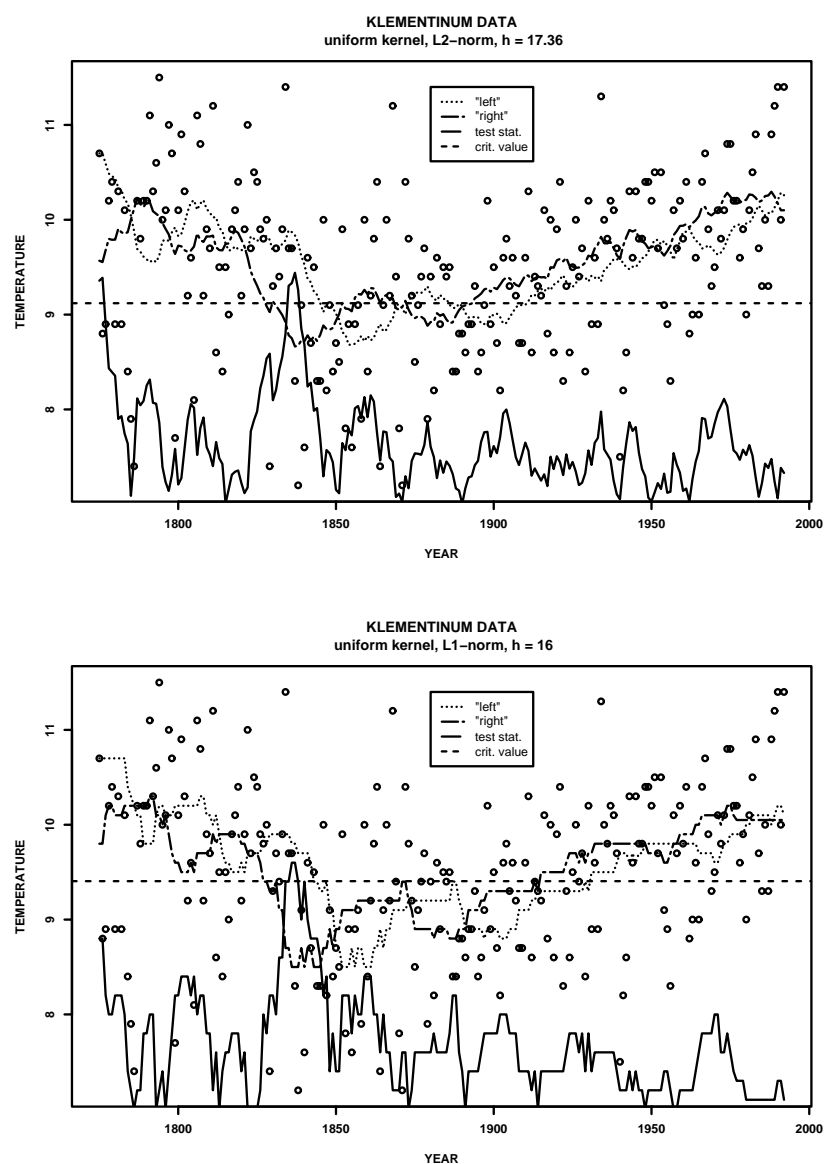 KLEMENTINUM DATA
uniform kernel, L2−norm, h = 17.36
"left"
"right"
test stat.
crit. value
TEMPERATURE
11
10
9
8
1800
1850
1900
1950
2000
YEAR
KLEMENTINUM DATA
uniform kernel, L1−norm, h = 16
"left"
"right"
test stat.
crit. value
TEMPERATURE
11
10
9
8
1800
1850
1900
1950
2000
YEAR